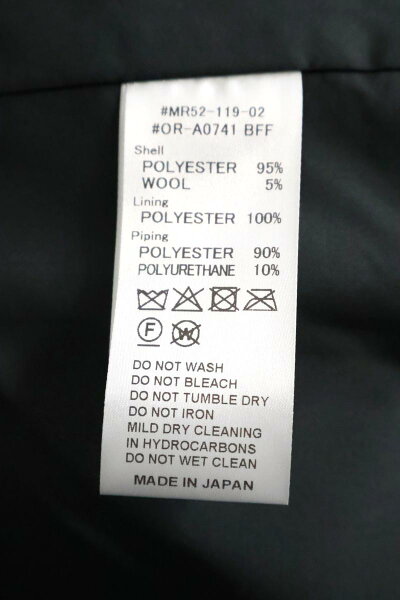 #MR52-119-02
#OR-A0741 BFF
Shell
POLYESTER 95%
WOOL 5%
Lining
POLYESTER 100%
Piping
POLYESTER 90%
POLYURETHANE 10%
F W
DO NOT WASH
DO NOT BLEACH
DO NOT TUMBLE DRY
DO NOT IRON
MILD DRY CLEANING
IN HYDROCARBONS
DO NOT WET CLEAN
MADE IN JAPAN